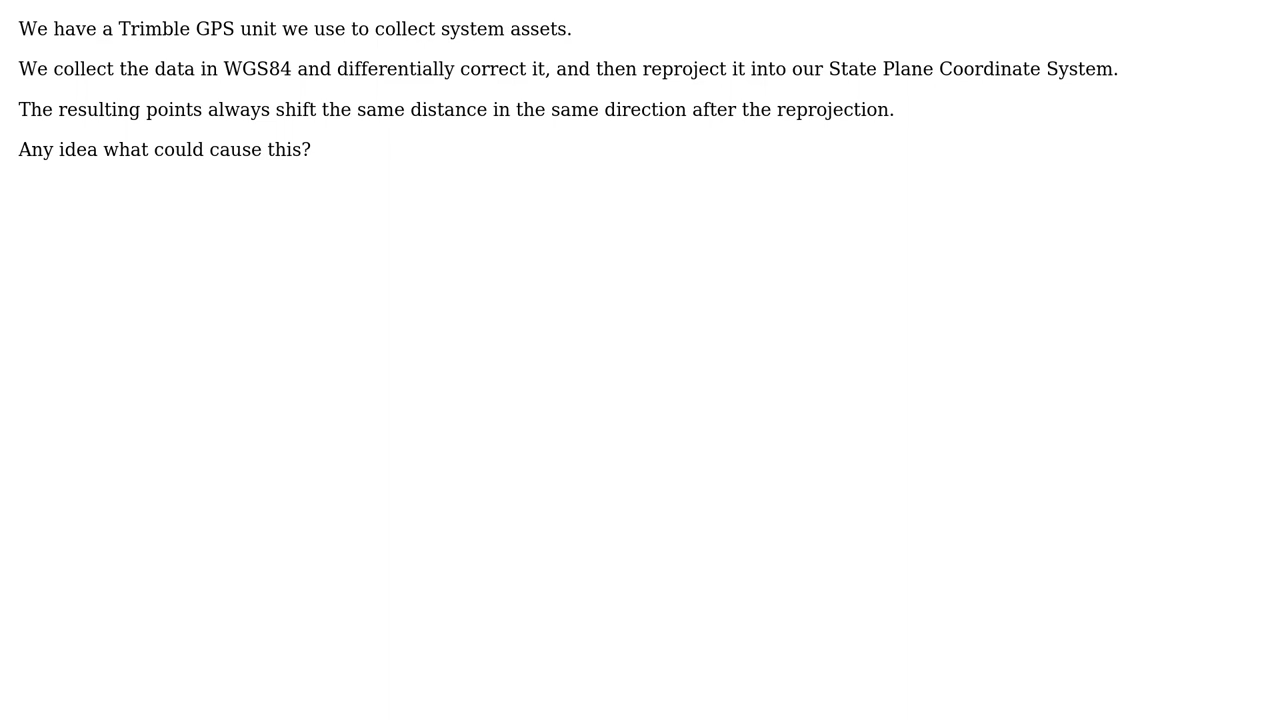 We have a Trimble GPS unit we use to collect system assets.
We collect the data in WGS84 and differentially correct it, and then reproject it into our State Plane Coordinate System.
The resulting points always shift the same distance in the same direction after the reprojection.
Any idea what could cause this?